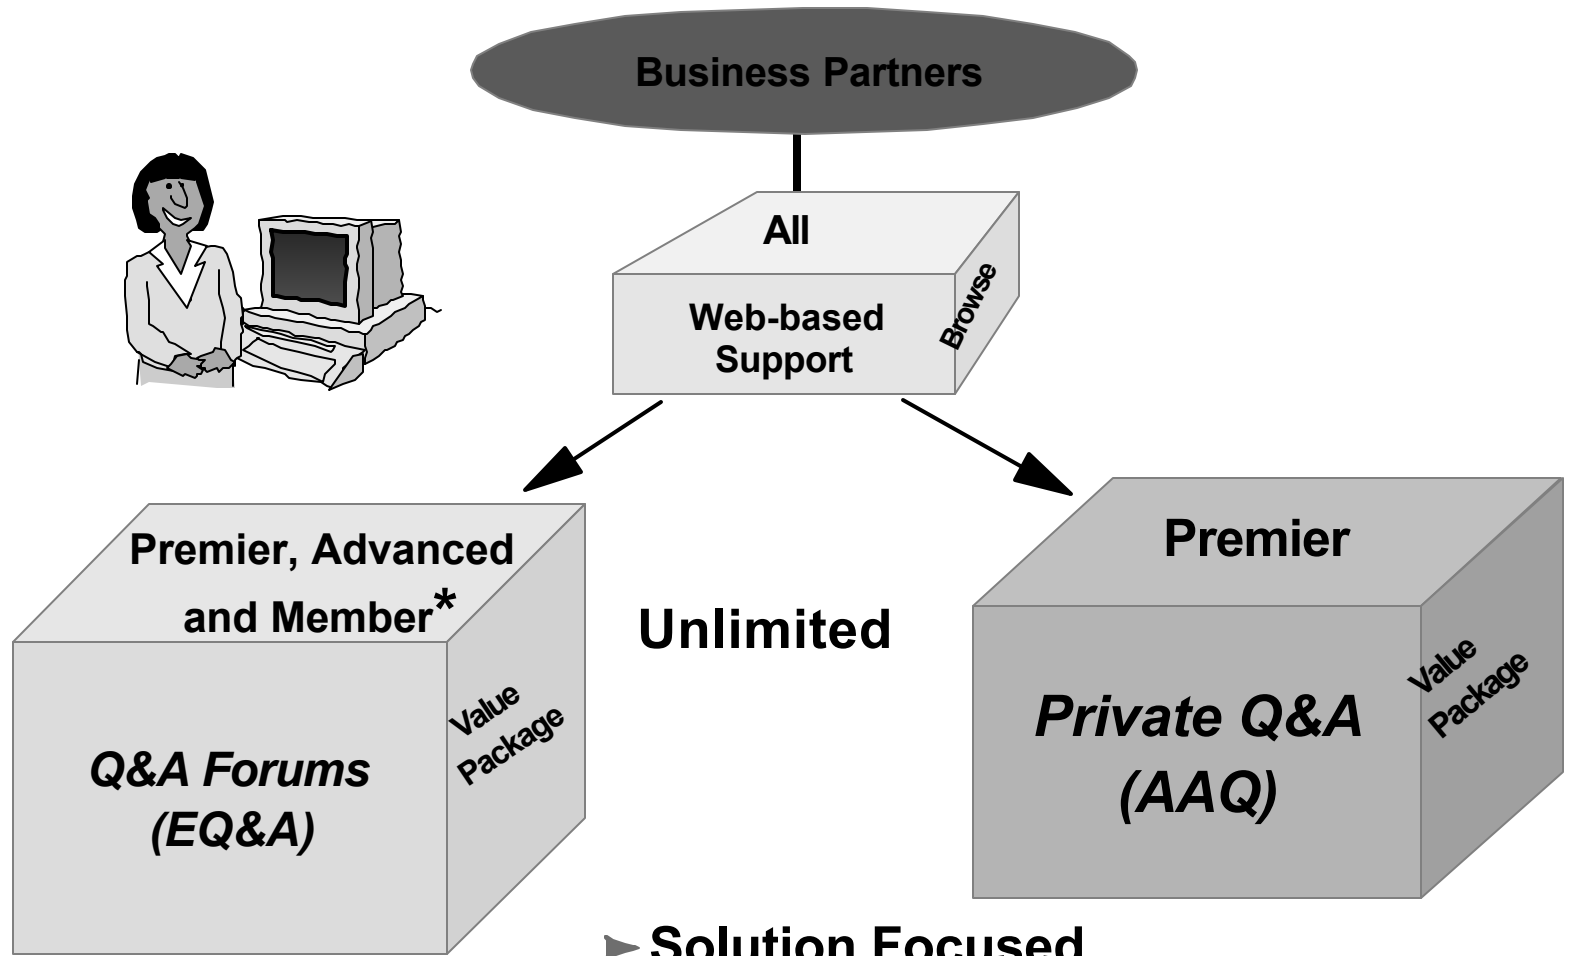 Business Partners
All
Web-based
Support
Browse
Premier, Advanced
and Member*
Value
Package
Q&A Forums
(EQ&A)
Unlimited
Premier
Value
Package
Private Q&A
(AAQ)
Solution Focused